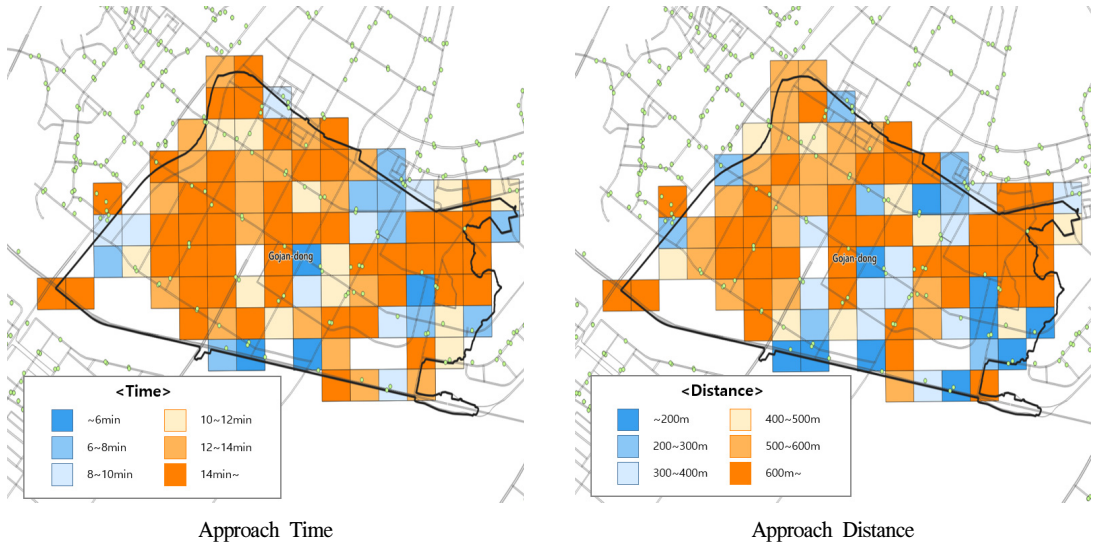 Gojan-dong
<Time>
~6min
10~12min
6~8min
12~14min
8~10min
14min~
Approach Time
Gojan-dong
<Distance>
~200m
400~500m
200~300m
500~600m
300~400m
600m~
Approach Distance